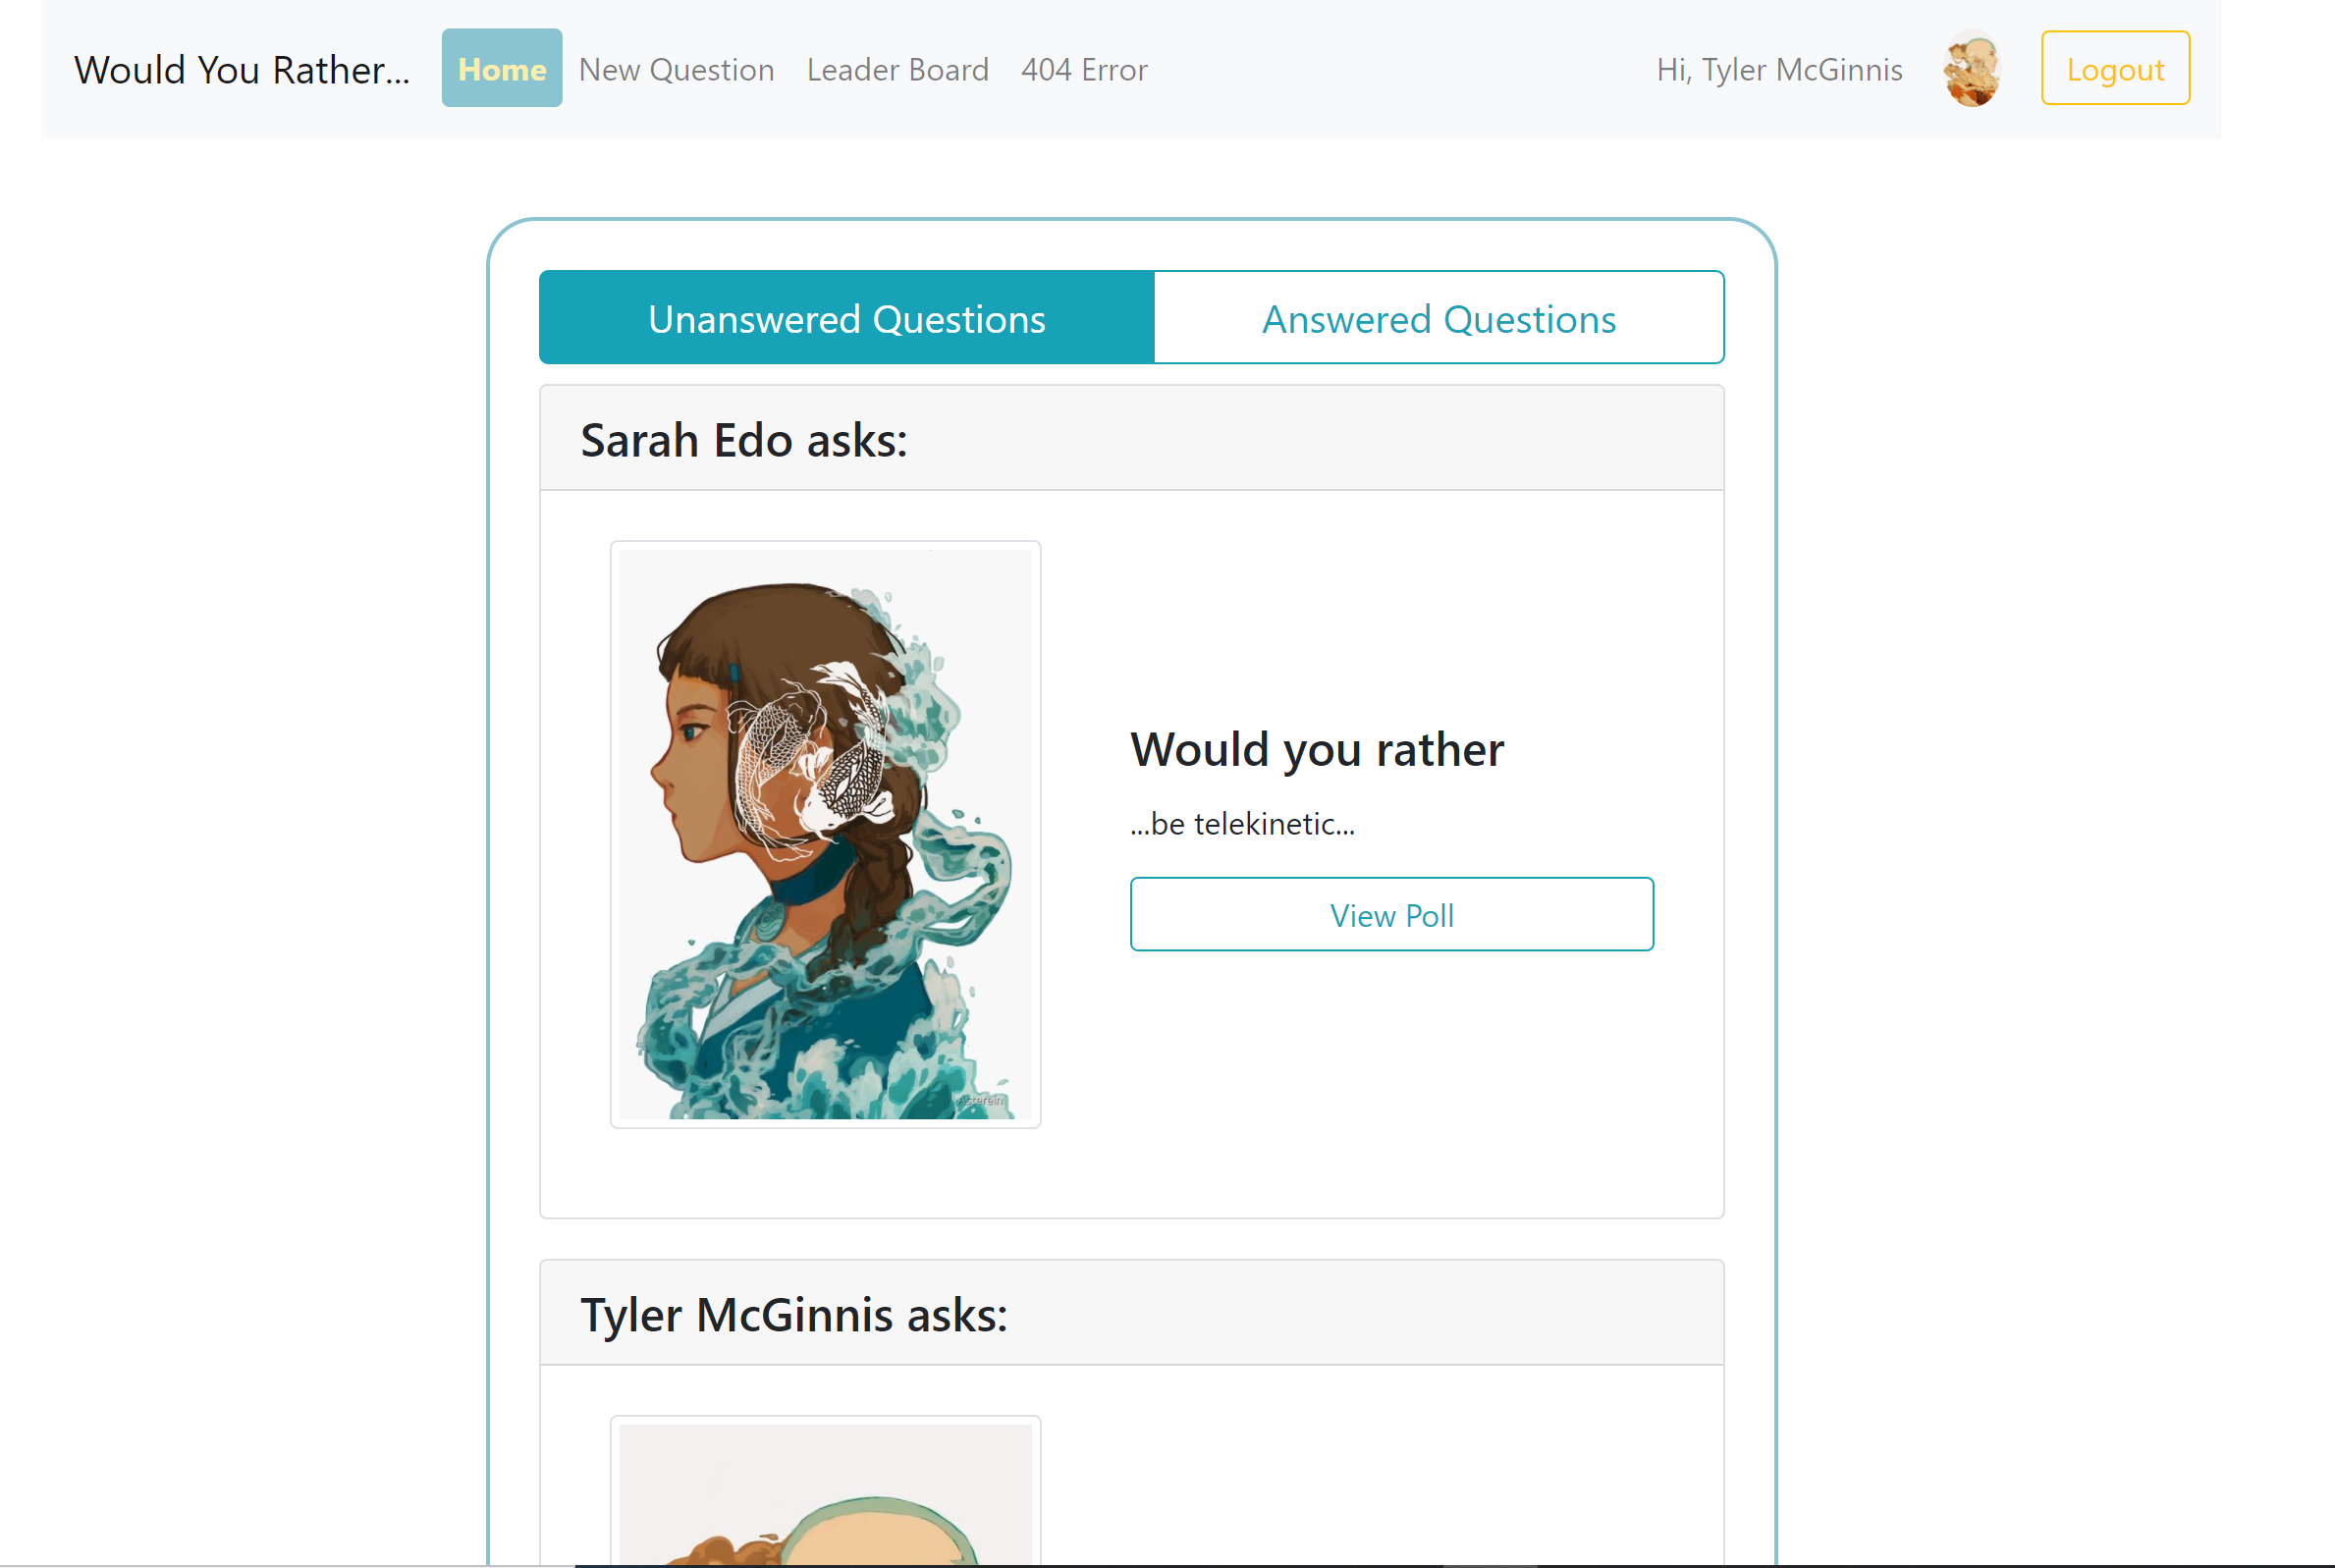 Would You Rather... Home New Question Leader Board 404 Error Hi, Tyler McGinnis Logout
Unanswered Questions Answered Questions
Sarah Edo asks:
Would you rather
...be telekinetic...
View Poll
Asterein
Tyler McGinnis asks: